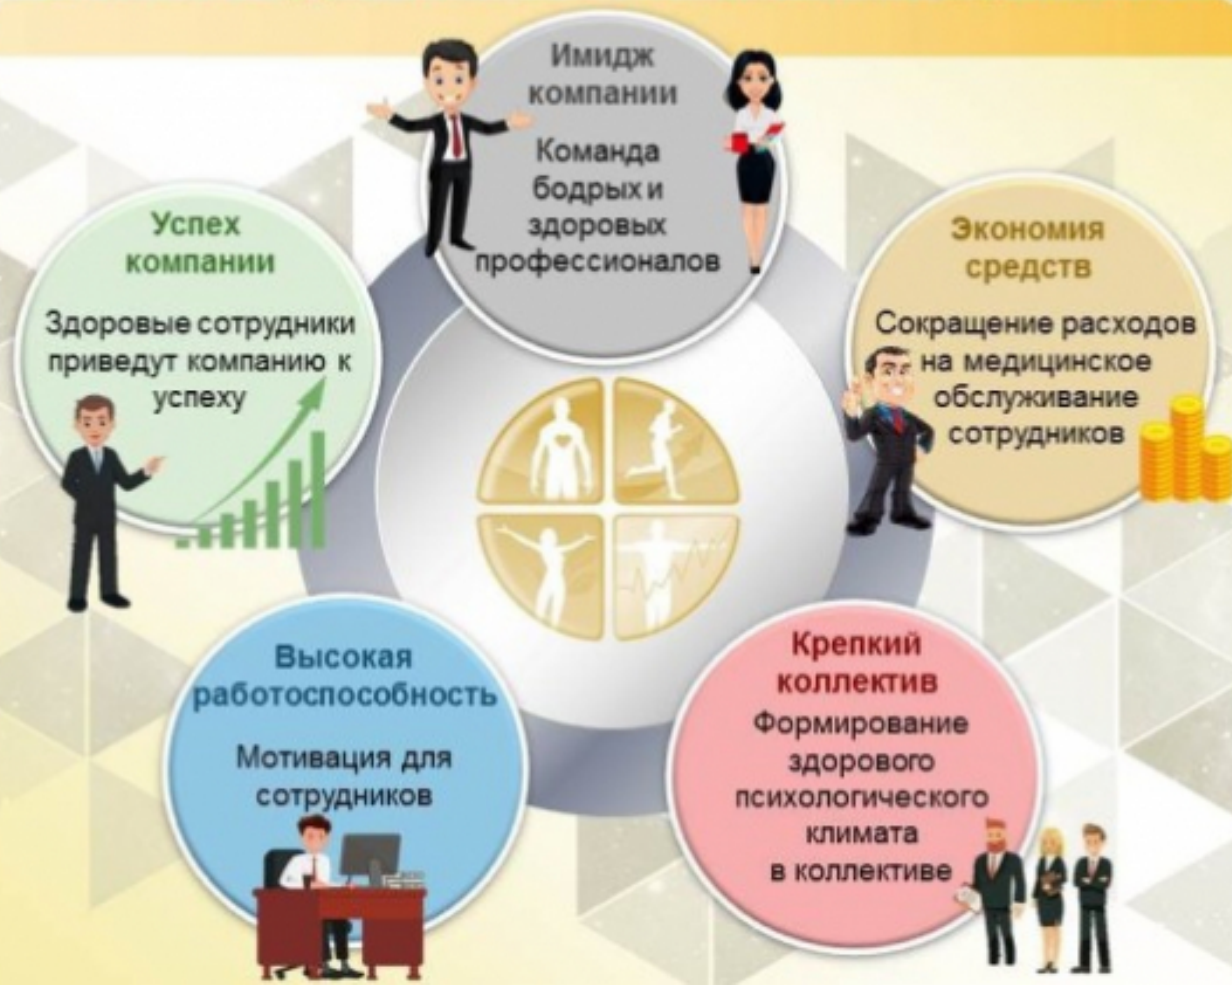 Имидж
компании
Команда
бодрых и
здоровых
профессионалов
Успех
компании
Здоровые сотрудники
приведут компанию к
успеху
Экономия
средств
Сокращение расходов
на медицинское
обслуживание
сотрудников
Высокая
работоспособность
Мотивация для
сотрудников
Крепкий
коллектив
Формирование
здорового
психологического
климата
в коллективе